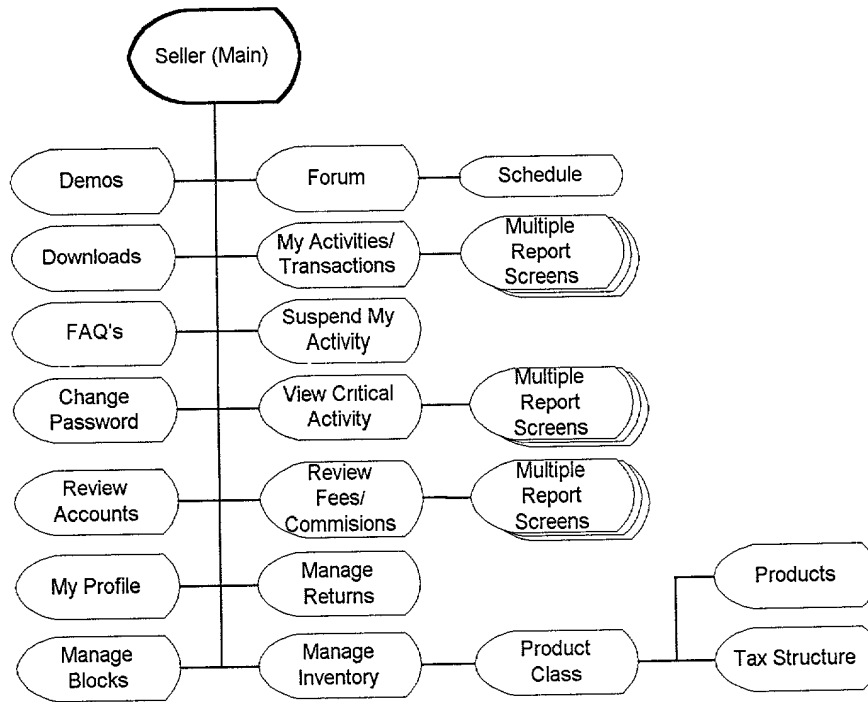 Seller (Main)
Demos
Forum
Schedule
Downloads
My Activities/
Transactions
Multiple
Report
Screens
FAQ's
Suspend My
Activity
Change
Password
View Critical
Activity
Multiple
Report
Screens
Review
Accounts
Review
Fees/
Commisions
Multiple
Report
Screens
My Profile
Manage
Returns
Products
Manage
Blocks
Manage
Inventory
Product
Class
Tax Structure